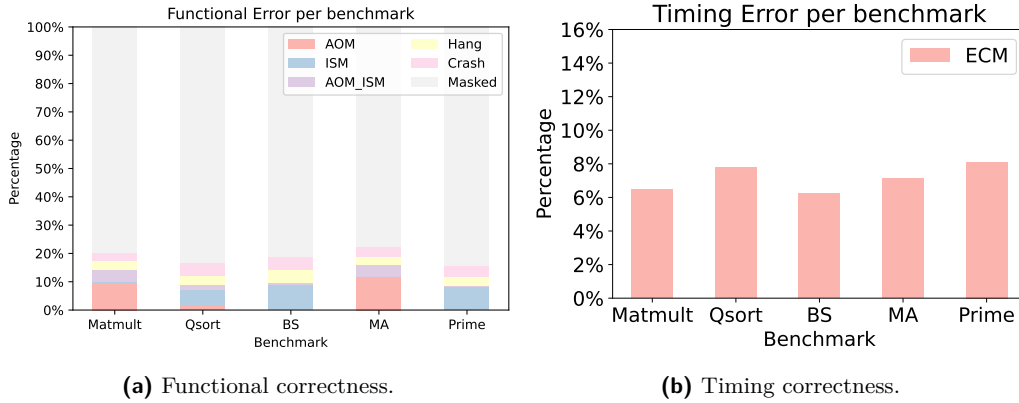 Functional Error per benchmark
100%
90%
80%
70%
60%
50%
40%
30%
20%
10%
0%
Percentage
AOM
ISM
AOM_ISM
Hang
Crash
Masked
Matmult Qsort BS MA Prime
Benchmark
(a) Functional correctness.
Timing Error per benchmark
16%
14%
12%
10%
8%
6%
4%
2%
0%
Percentage
ECM
Matmult Qsort BS MA Prime
Benchmark
(b) Timing correctness.